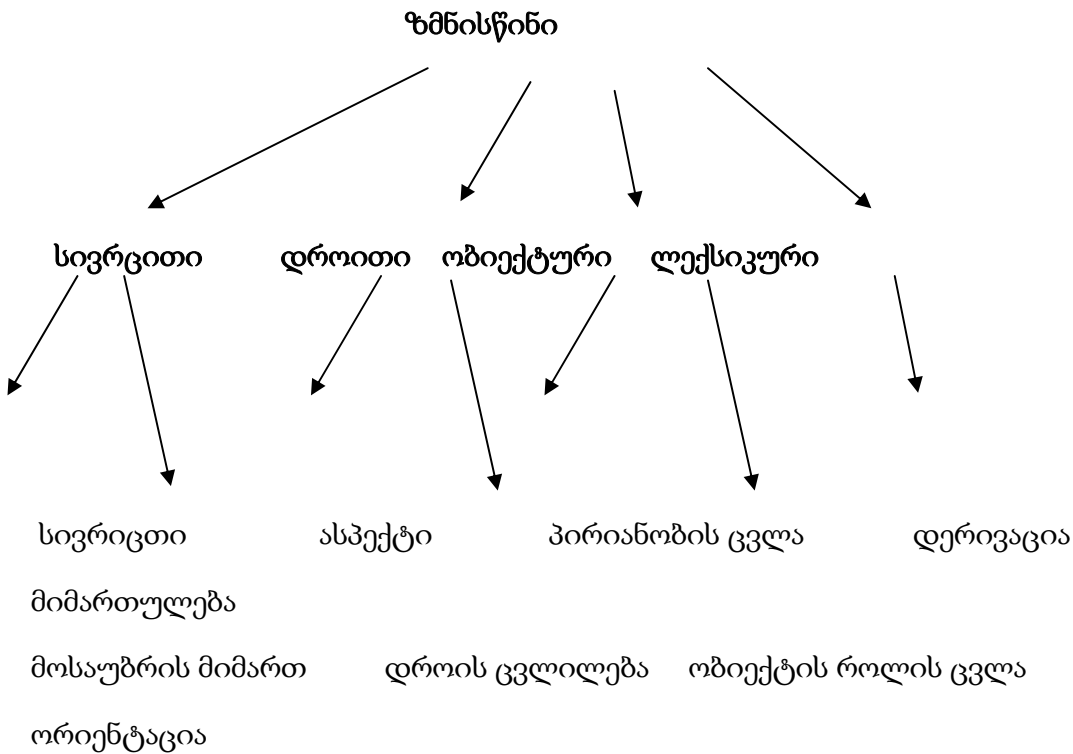 ზმნისწინი
სივრცითი დროითი ობიექტური ლექსიკური
სივრიცთი ასპექტი პირიანობის ცვლა დერივაცია
მიმართულება
მოსაუბრის მიმართ დროის ცვლილება ობიექტის როლის ცვლა
ორიენტაცია